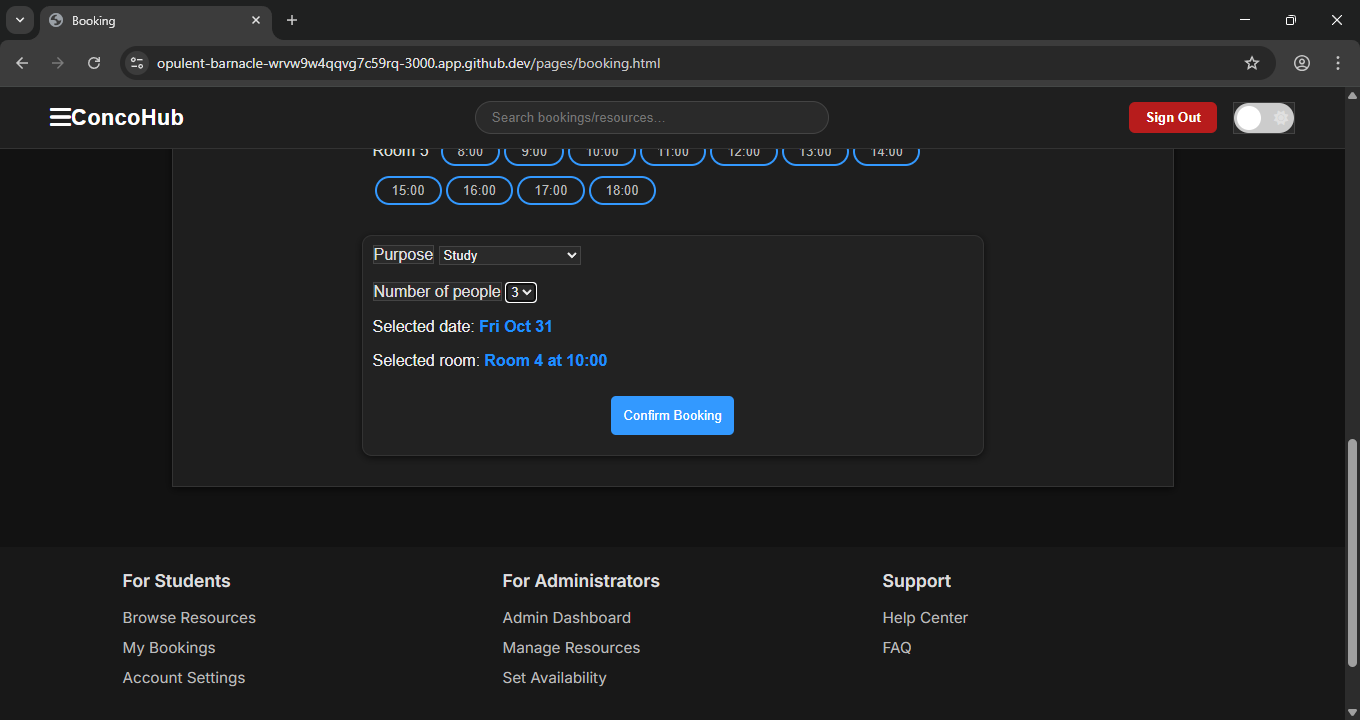 Booking
opulent-barnacle-wrvw9w4qqvg7c59rq-3000.app.github.dev/pages/booking.html
ConcoHub Search bookings/resources... Sign Out
Room 5 8:00 9:00 10:00 11:00 12:00 13:00 14:00
15:00 16:00 17:00 18:00
Purpose Study
Number of people 3
Selected date: Fri Oct 31
Selected room: Room 4 at 10:00
Confirm Booking
For Students For Administrators Support
Browse Resources Admin Dashboard Help Center
My Bookings Manage Resources FAQ
Account Settings Set Availability